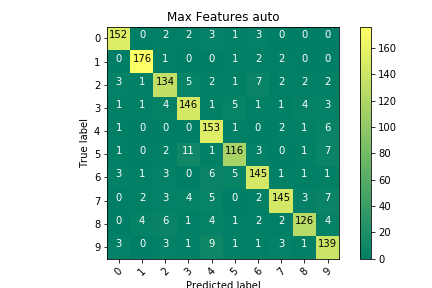 Max Features auto
0 152 0 2 2 3 1 3 0 0 0
1 0 176 1 0 0 1 2 2 0 0
2 3 1 134 5 2 1 7 2 2 2
3 1 1 4 146 1 5 1 1 4 3
4 1 0 0 0 153 1 0 2 1 6
5 1 0 2 11 1 116 3 0 1 7
6 3 1 3 0 6 5 145 1 1 1
7 0 2 3 4 5 0 2 145 3 7
8 0 4 6 1 4 1 2 2 126 4
9 3 0 3 1 9 1 1 3 1 139
0 1 2 3 4 5 6 7 8 9
True label
Predicted label
160
140
120
100
80
60
40
20
0